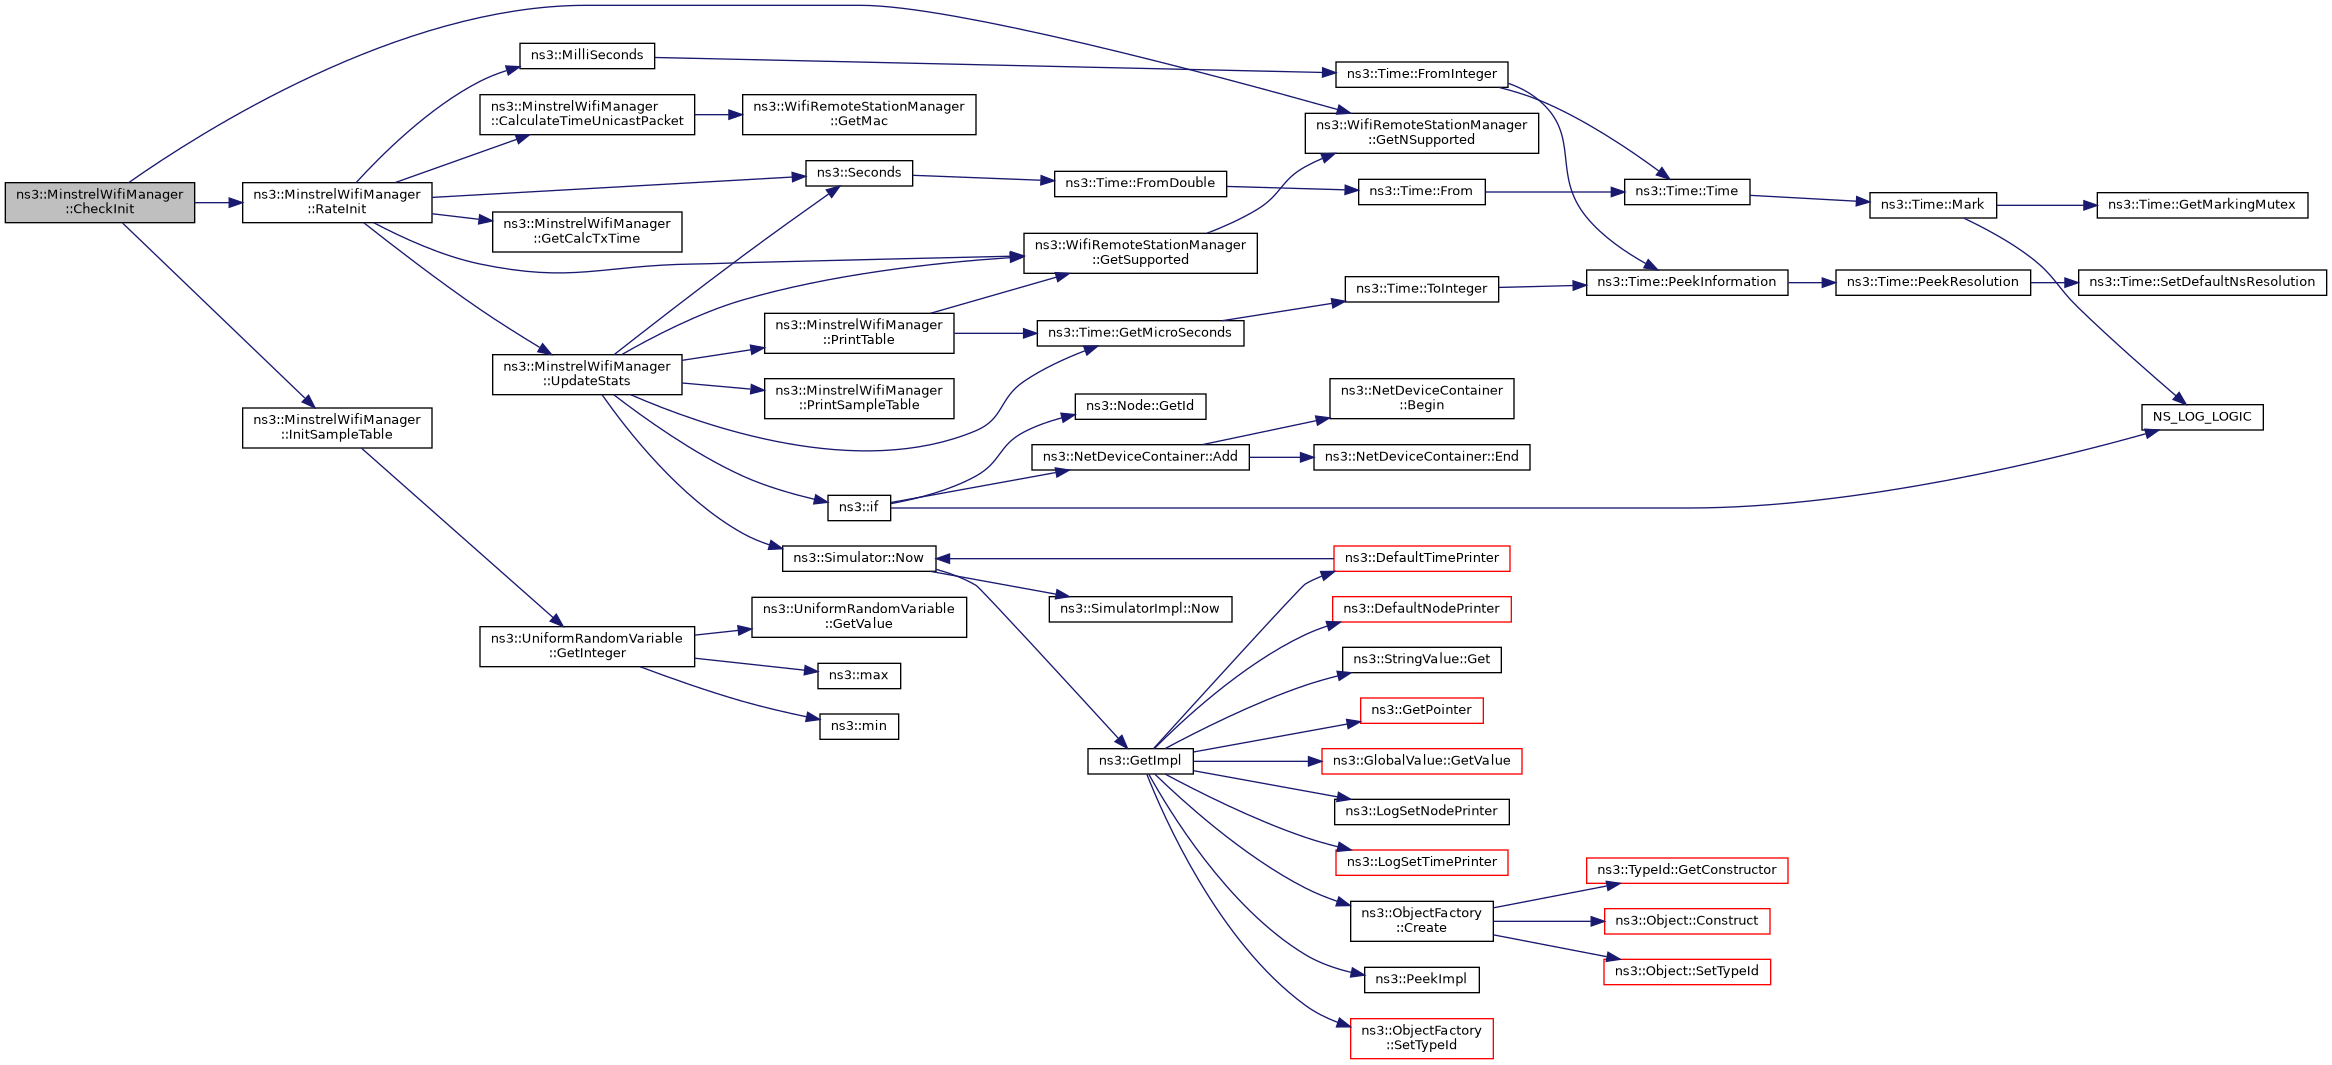 ns3::MinstrelWifiManager
::CheckInit
ns3::MinstrelWifiManager
::RateInit
ns3::MinstrelWifiManager
::InitSampleTable
ns3::MilliSeconds
ns3::MinstrelWifiManager
::CalculateTimeUnicastPacket
ns3::MinstrelWifiManager
::GetCalcTxTime
ns3::MinstrelWifiManager
::UpdateStats
ns3::UniformRandomVariable
::GetInteger
ns3::WifiRemoteStationManager
::GetMac
ns3::Seconds
ns3::MinstrelWifiManager
::PrintTable
ns3::MinstrelWifiManager
::PrintSampleTable
ns3::if
ns3::Simulator::Now
ns3::UniformRandomVariable
::GetValue
ns3::max
ns3::min
ns3::Time::FromDouble
ns3::WifiRemoteStationManager
::GetSupported
ns3::Time::GetMicroSeconds
ns3::Node::GetId
ns3::NetDeviceContainer::Add
ns3::SimulatorImpl::Now
ns3::GetImpl
ns3::Time::FromInteger
ns3::WifiRemoteStationManager
::GetNSupported
ns3::Time::From
ns3::Time::ToInteger
ns3::NetDeviceContainer
::Begin
ns3::NetDeviceContainer::End
ns3::DefaultTimePrinter
ns3::DefaultNodePrinter
ns3::StringValue::Get
ns3::GetPointer
ns3::GlobalValue::GetValue
ns3::LogSetNodePrinter
ns3::LogSetTimePrinter
ns3::ObjectFactory
::Create
ns3::PeekImpl
ns3::ObjectFactory
::SetTypeId
ns3::Time::Time
ns3::Time::PeekInformation
ns3::TypeId::GetConstructor
ns3::Object::Construct
ns3::Object::SetTypeId
ns3::Time::Mark
ns3::Time::PeekResolution
ns3::Time::GetMarkingMutex
ns3::Time::SetDefaultNsResolution
NS_LOG_LOGIC